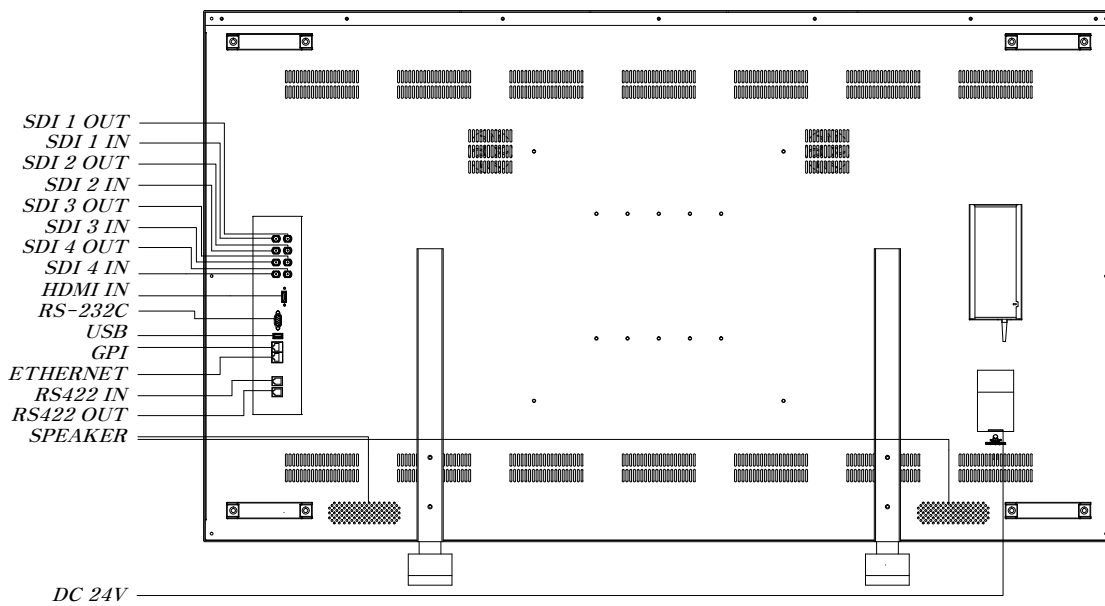 SDI 1 OUT
SDI 1 IN
SDI 2 OUT
SDI 2 IN
SDI 3 OUT
SDI 3 IN
SDI 4 OUT
SDI 4 IN
HDMI IN
RS-232C
USB
GPI
ETHERNET
RS422 IN
RS422 OUT
SPEAKER
DC 24V